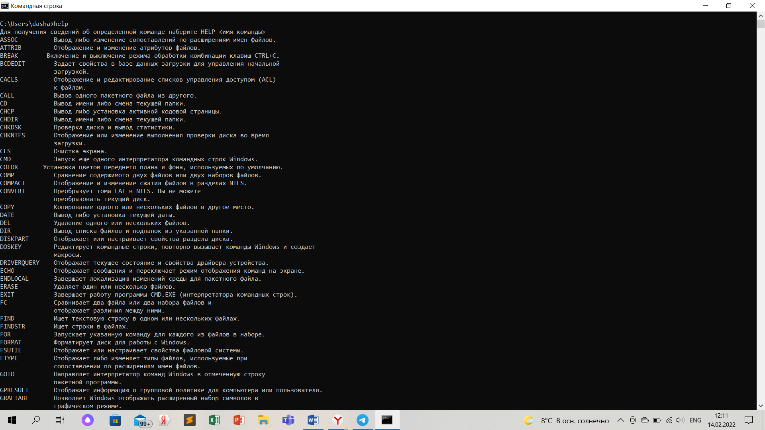 Командная строка
C:\Users\dasha>help
Для получения сведений об определенной команде наберите HELP <имя команды>
ASSOC Вывод либо изменение сопоставлений по расширениям имен файлов.
ATTRIB Отображение и изменение атрибутов файлов.
BREAK Включение и выключение режима обработки комбинации клавиш CTRL+C.
BCDEDIT Задает свойства в базе данных загрузки для управления начальной
загрузкой.
CACLS Отображение и редактирование списков управления доступом (ACL)
к файлам.
CALL Вызов одного пакетного файла из другого.
CD Вывод имени либо смена текущей папки.
CHCP Вывод либо установка активной кодовой страницы.
CHDIR Вывод имени либо смена текущей папки.
CHKDSK Проверка диска и вывод статистики.
CHKNTFS Отображение или изменение выполнения проверки диска во время
загрузки.
CLS Очистка экрана.
CMD Запуск еще одного интерпретатора командных строк Windows.
COLOR Установка цветов переднего плана и фона, используемых по умолчанию.
COMP Сравнение содержимого двух файлов или двух наборов файлов.
COMPACT Отображение и изменение сжатия файлов в разделах NTFS.
CONVERT Преобразует тома FAT в NTFS. Вы не можете
преобразовать текущий диск.
COPY Копирование одного или нескольких файлов в другое место.
DATE Вывод либо установка текущей даты.
DEL Удаление одного или нескольких файлов.
DIR Вывод списка файлов и подпапок из указанной папки.
DISKPART Отображает или настраивает свойства раздела диска.
DOSKEY Редактирует командные строки, повторно вызывает команды Windows и создает
макросы.
DRIVERQUERY Отображает текущее состояние и свойства драйвера устройства.
ECHO Отображает сообщения и переключает режим отображения команд на экране.
ENDLOCAL Завершает локализацию изменений среды для пакетного файла.
ERASE Удаляет один или несколько файлов.
EXIT Завершает работу программы CMD.EXE (интерпретатора командных строк).
FC Сравнивает два файла или два набора файлов и
отображает различия между ними.
FIND Ищет текстовую строку в одном или нескольких файлах.
FINDSTR Ищет строки в файлах.
FOR Запускает указанную команду для каждого из файлов в наборе.
FORMAT Форматирует диск для работы с Windows.
FSUTIL Отображает или настраивает свойства файловой системы.
FTYPE Отображает либо изменяет типы файлов, используемые при
сопоставлении по расширениям имен файлов.
GOTO Направляет интерпретатор команд Windows в отмеченную строку
пакетной программы.
GPRESULT Отображает информацию о групповой политике для компьютера или пользователя.
GRAFTABL Позволяет Windows отображать расширенный набор символов в
графическом режиме.
99+
8°C В осн. солнечно
ENG
12:11
14.02.2022